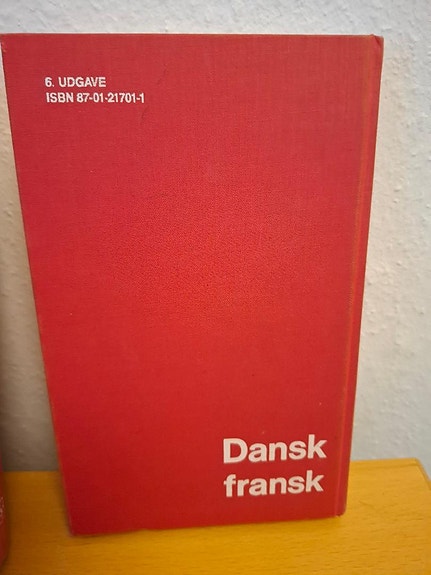 6. UDGAVE
ISBN 87-01-21701-1
Dansk
fransk